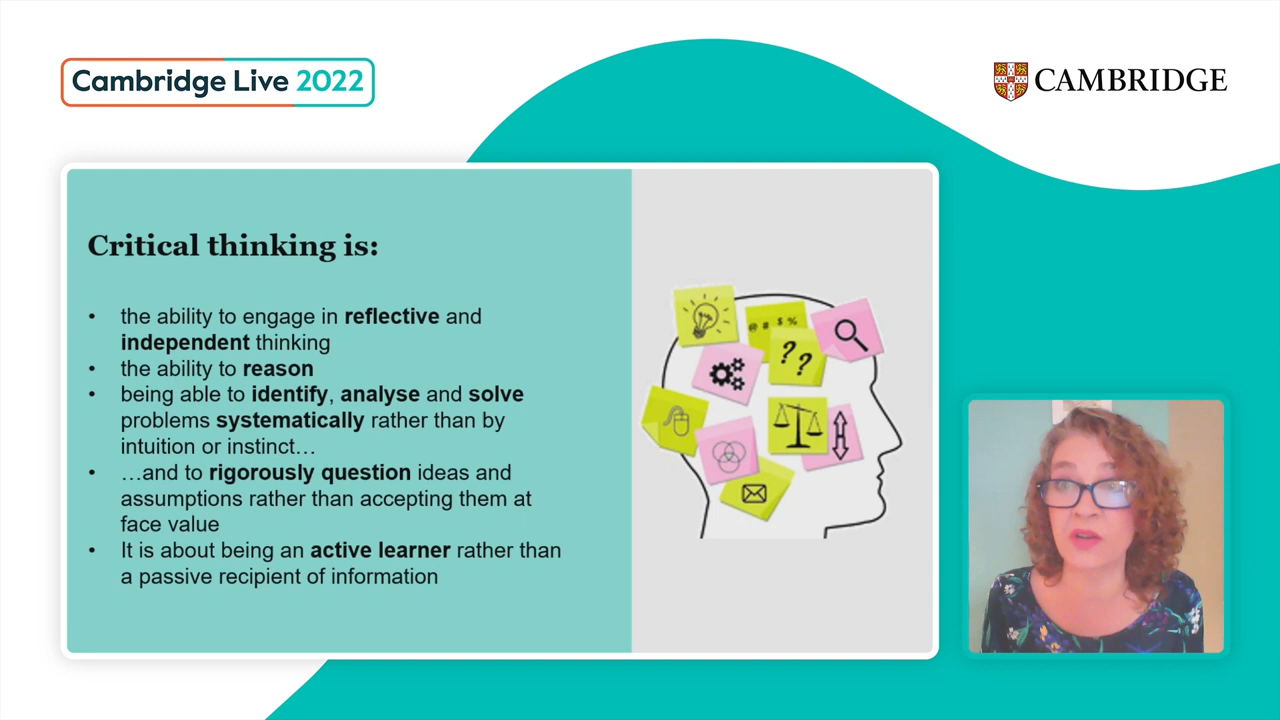 Cambridge Live 2022
CAMBRIDGE
Critical thinking is:
• the ability to engage in reflective and
independent thinking
• the ability to reason
• being able to identify, analyse and solve
problems systematically rather than by
intuition or instinct…
• …and to rigorously question ideas and
assumptions rather than accepting them at
face value
• It is about being an active learner rather than
a passive recipient of information
@ # $ %
? ?